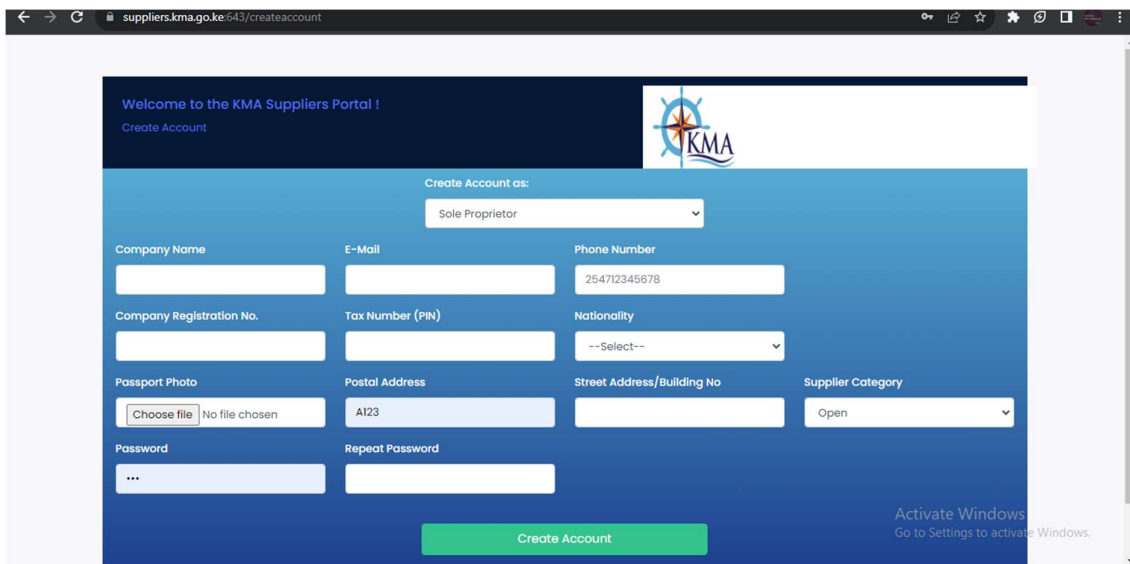 suppliers.kma.go.ke:643/createaccount
Welcome to the KMA Suppliers Portal !
Create Account
KMA
Create Account as:
Sole Proprietor
Company Name E-Mail Phone Number
254712345678
Company Registration No. Tax Number (PIN) Nationality
--Select--
Passport Photo Postal Address Street Address/Building No Supplier Category
Choose file No file chosen A123 Open
Password Repeat Password
•••
Create Account
Activate Windows
Go to Settings to activate Windows.